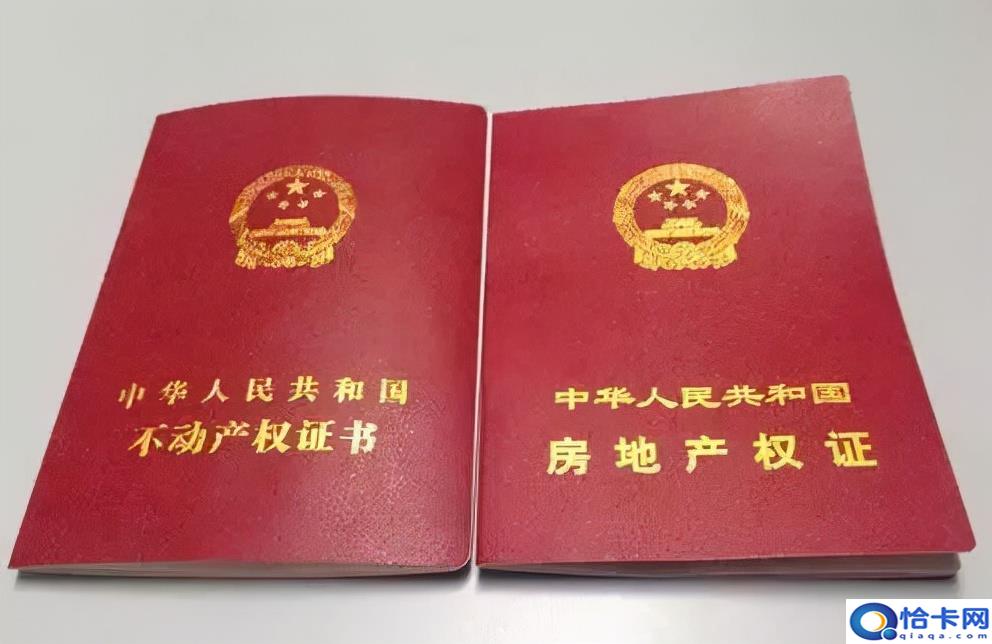 中华人民共和国
不动产权证书
中华人民共和国
房地产权证
恰卡网
qiaqa.com